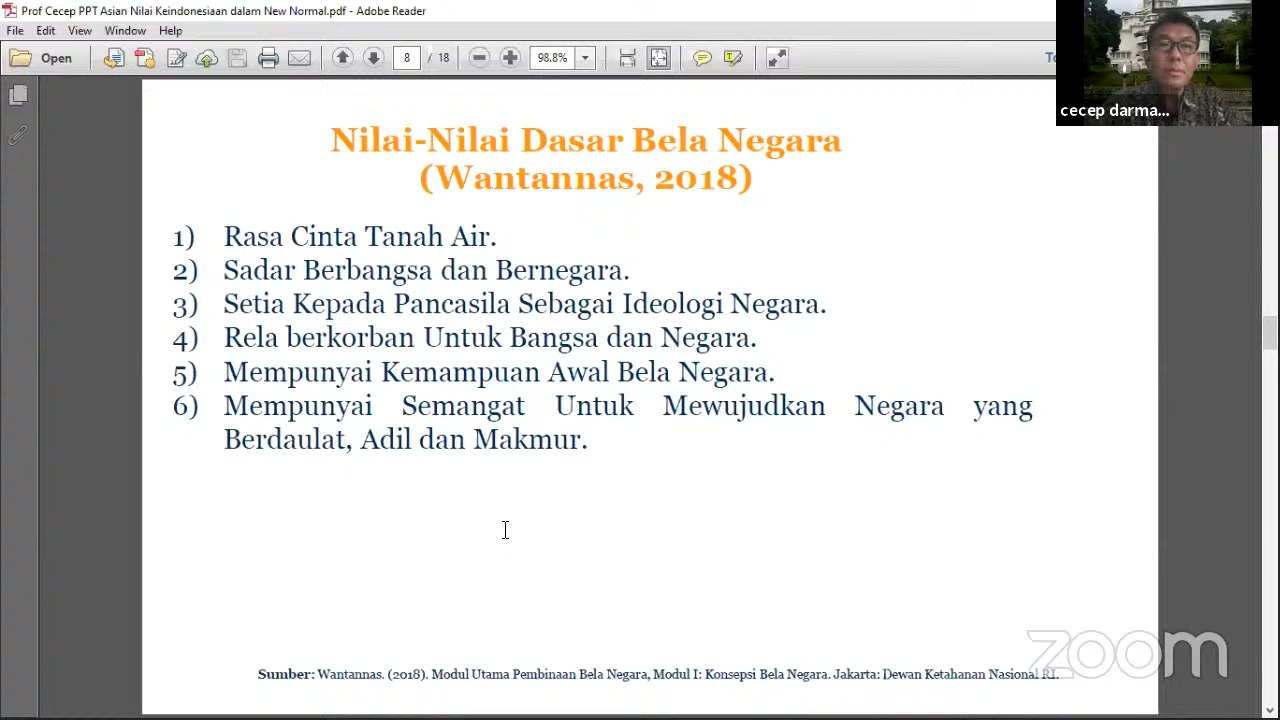 Prof Cecep PPT Asian Nilai Keindonesiaan dalam New Normal.pdf - Adobe Reader
File Edit View Window Help
Open 8 / 18 98.8%
cecep darma...
Nilai-Nilai Dasar Bela Negara
(Wantannas, 2018)
1) Rasa Cinta Tanah Air.
2) Sadar Berbangsa dan Bernegara.
3) Setia Kepada Pancasila Sebagai Ideologi Negara.
4) Rela berkorban Untuk Bangsa dan Negara.
5) Mempunyai Kemampuan Awal Bela Negara.
6) Mempunyai Semangat Untuk Mewujudkan Negara yang
Berdaulat, Adil dan Makmur.
zoom
Sumber: Wantannas. (2018). Modul Utama Pembinaan Bela Negara, Modul I: Konsepsi Bela Negara. Jakarta: Dewan Ketahanan Nasional RI.